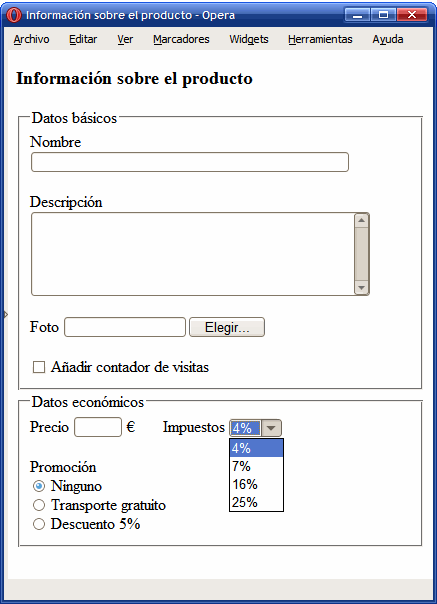 Información sobre el producto - Opera
Archivo Editar Ver Marcadores Widgets Herramientas Ayuda
Información sobre el producto
Datos básicos
Nombre
Descripción
Foto Elegir...
Añadir contador de visitas
Datos económicos
Precio € Impuestos 4%
4%
7%
16%
25%
Promoción
Ninguno
Transporte gratuito
Descuento 5%